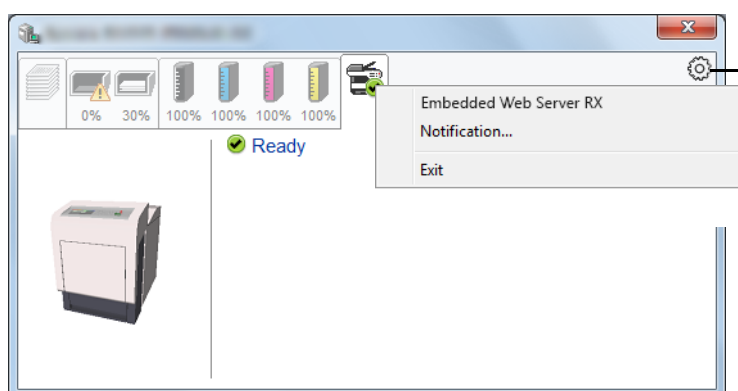 0% 30% 100% 100% 100% 100%
Ready
Embedded Web Server RX
Notification...
Exit